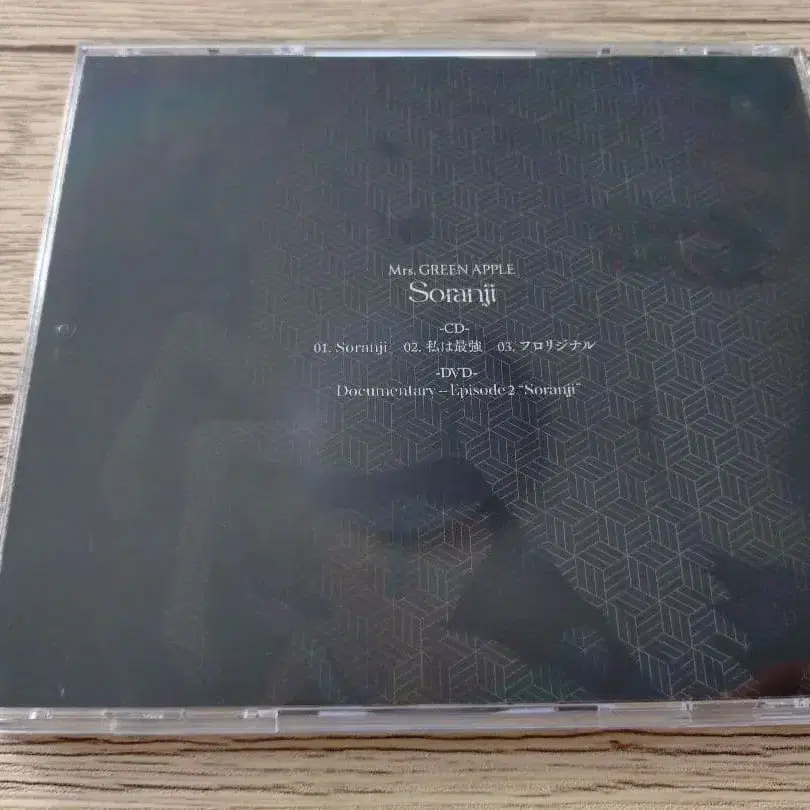 Mrs. GREEN APPLE
Soranji
-CD-
01. Soranji 02. 私は最強 03. フロリジナル
-DVD-
Documentary – Episode 2 “Soranji”